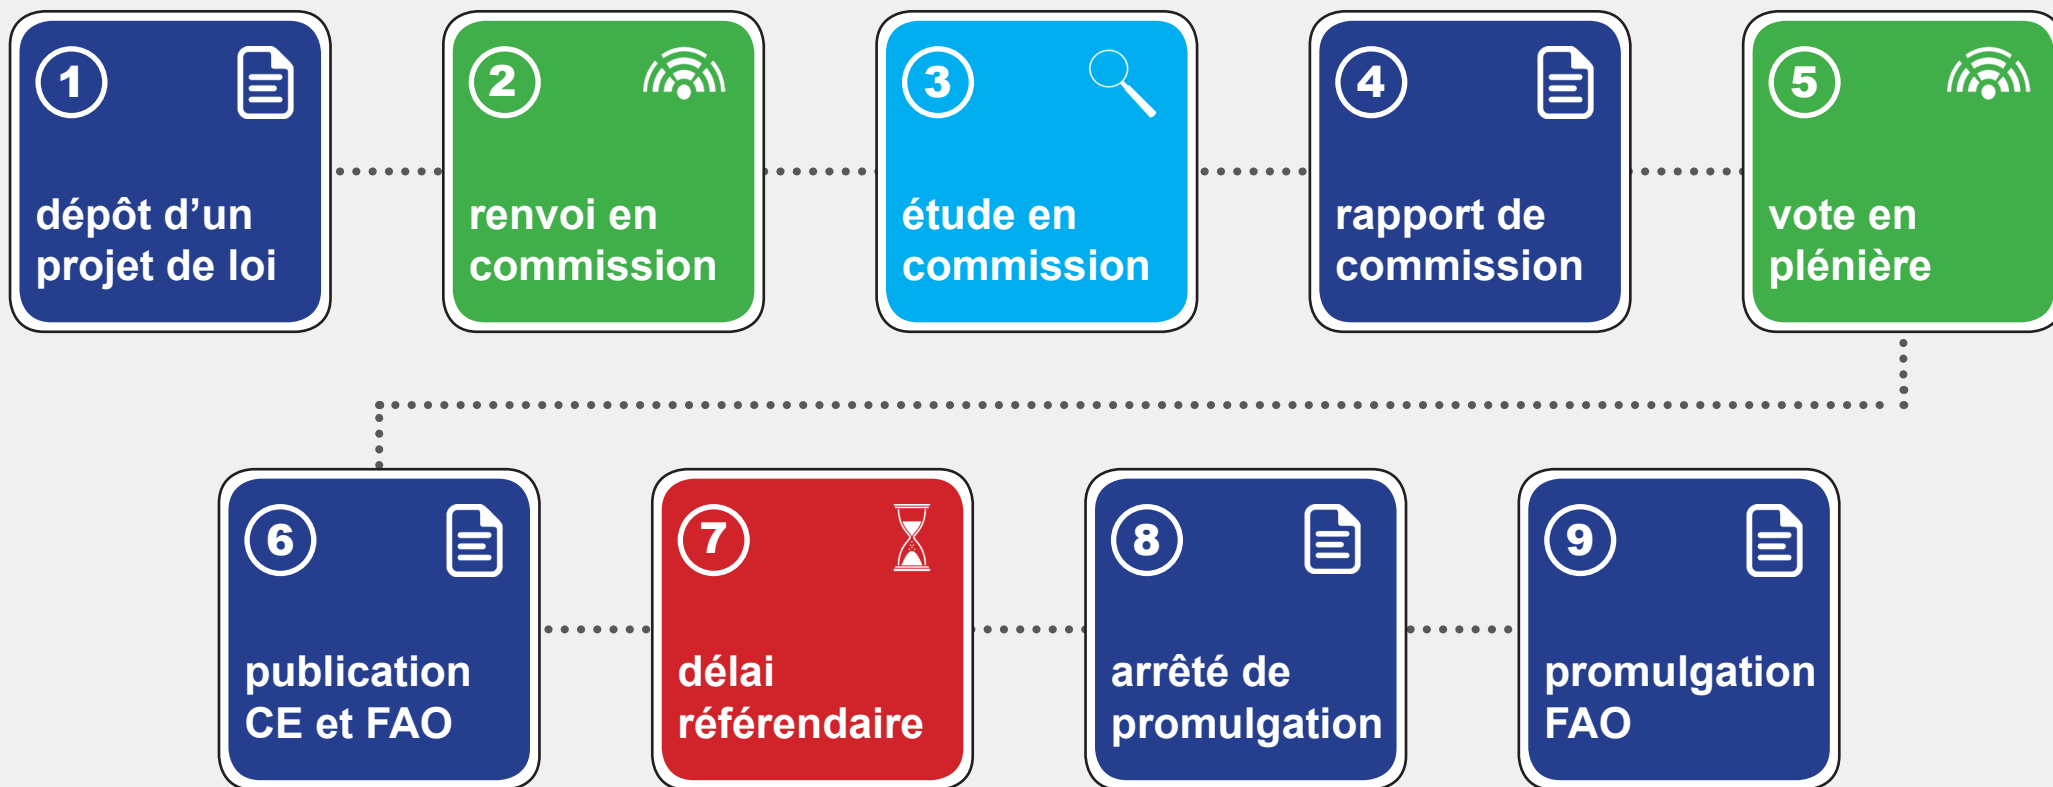 1
dépôt d’un
projet de loi
2
renvoi en
commission
3
étude en
commission
4
rapport de
commission
5
vote en
plénière
6
publication
CE et FAO
7
délai
référendaire
8
arrêté de
promulgation
9
promulgation
FAO